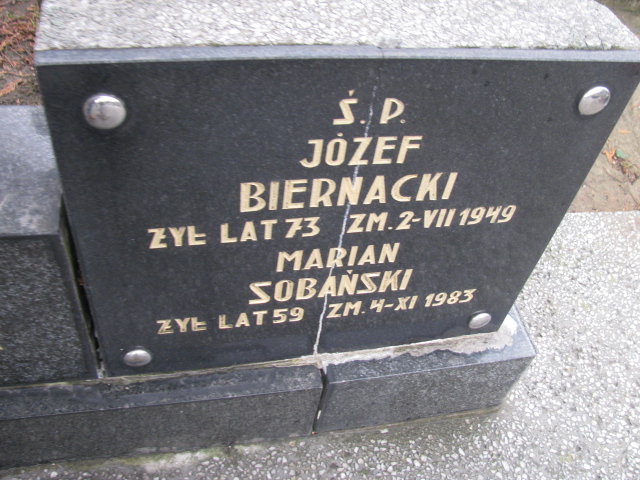 Ś. P.
JÓZEF
BIERNACKI
ŻYŁ LAT 73 ZM. 2-VII 1949
MARIAN
SOBAŃSKI
ŻYŁ LAT 59 ZM. 4-XI 1983